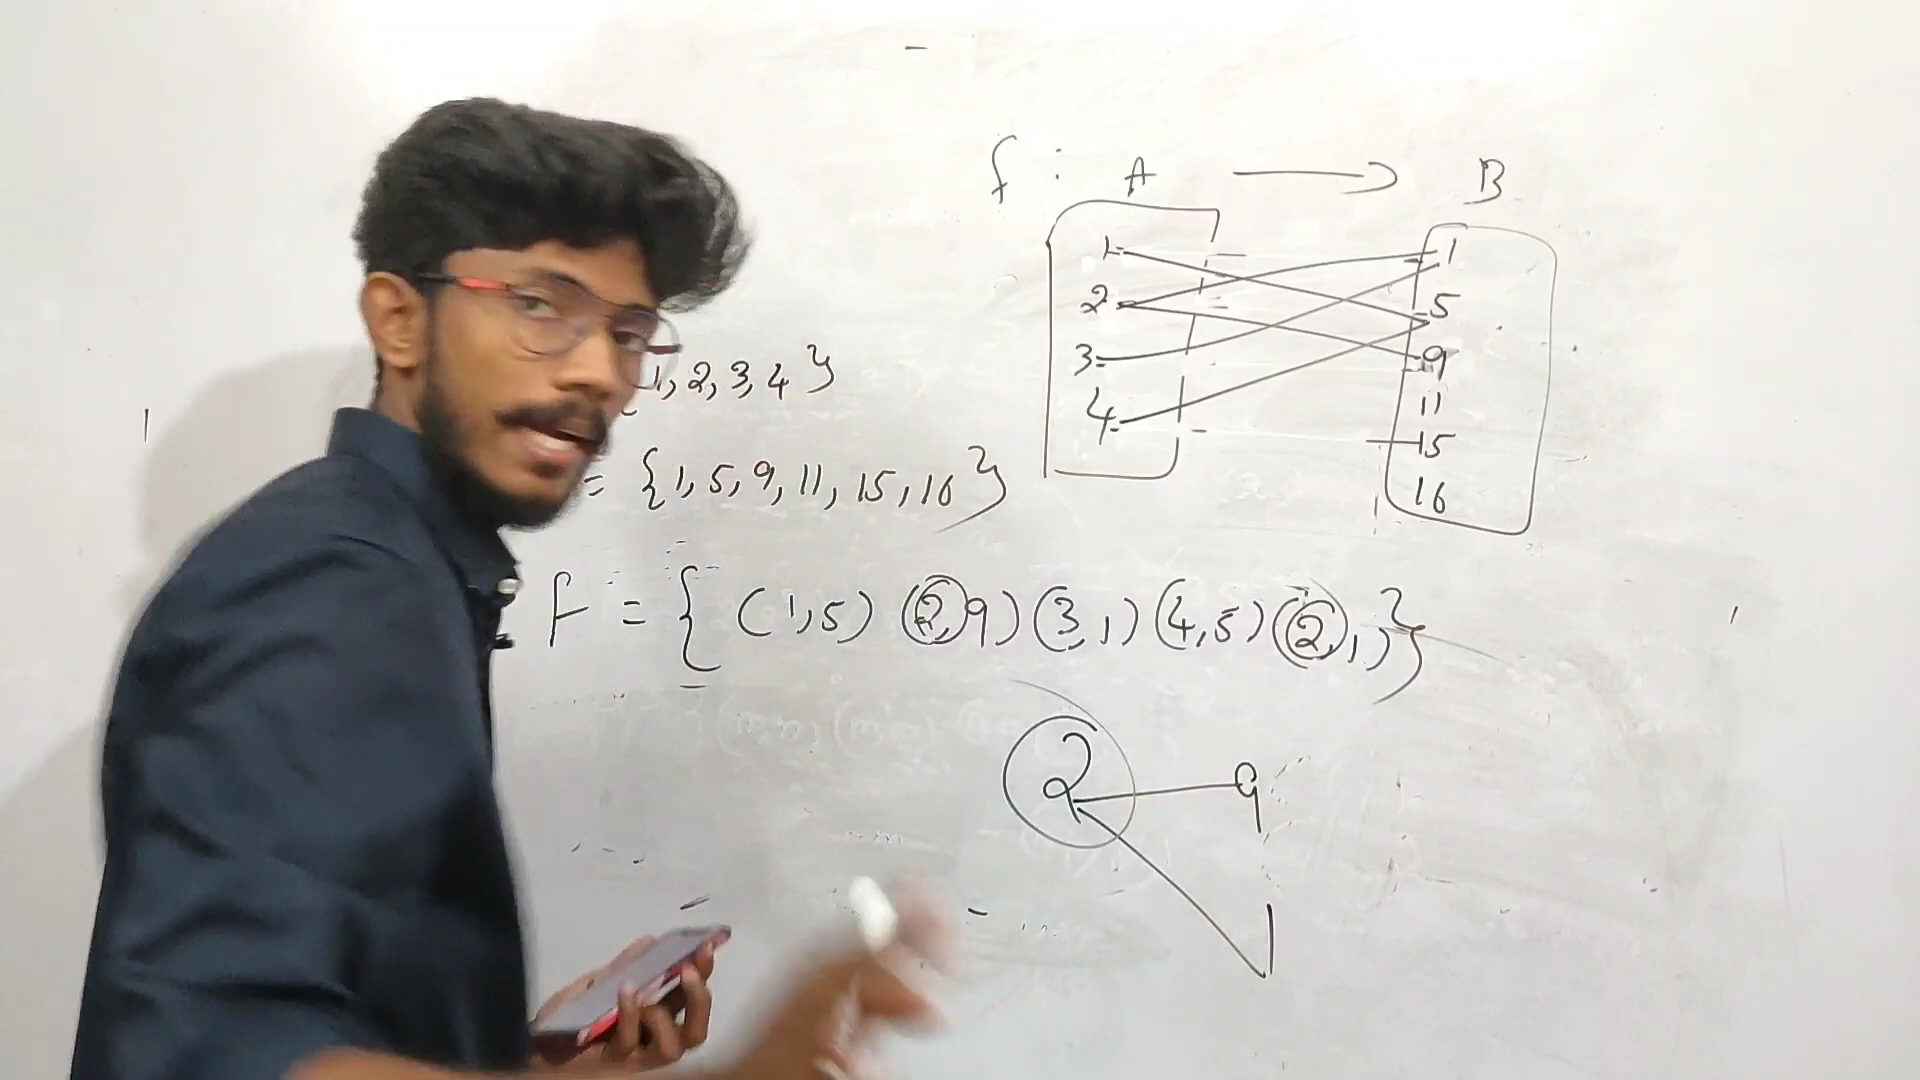 f : A → B
1 1
2 5
3 9
4 11
15
16
{1, 2, 3, 4}
= {1, 5, 9, 11, 15, 16}
f = { (1,5) (2,9) (3,1) (4,5) (2,1) }
2 9
1